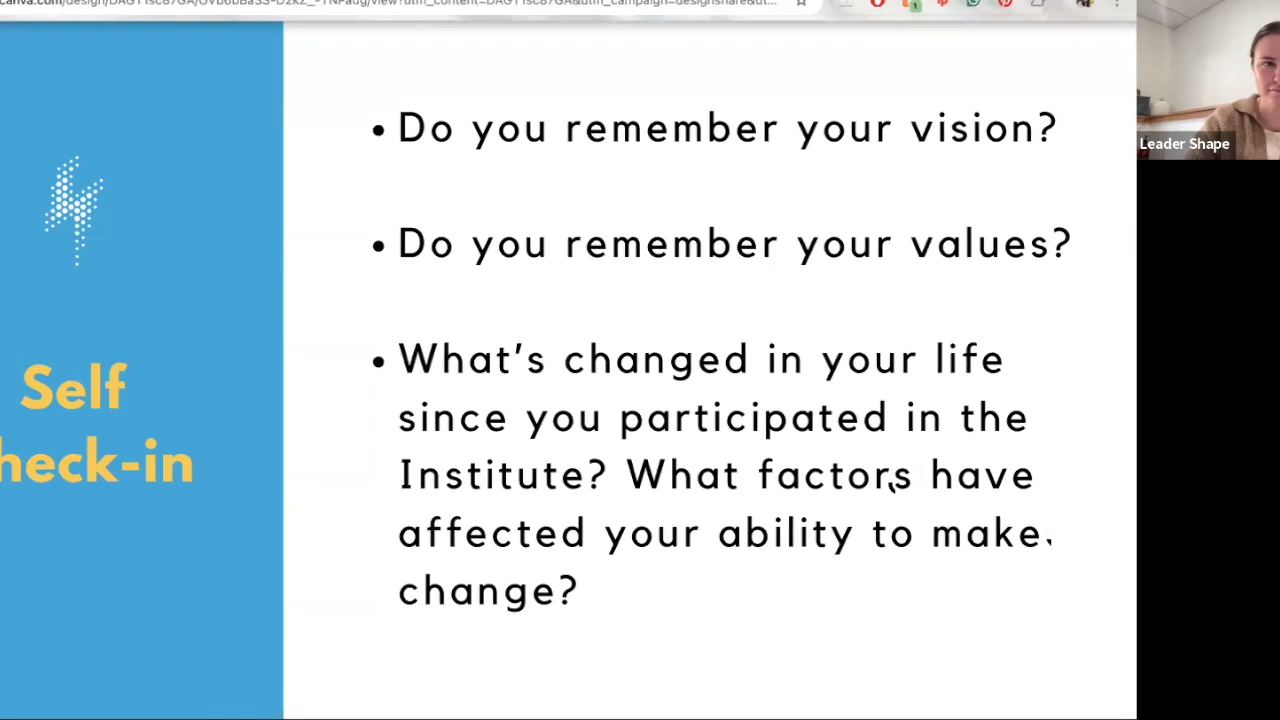 Leader Shape
Do you remember your vision?
Do you remember your values?
Self
heck-in
What's changed in your life
since you participated in the
Institute? What factors have
affected your ability to make
change?